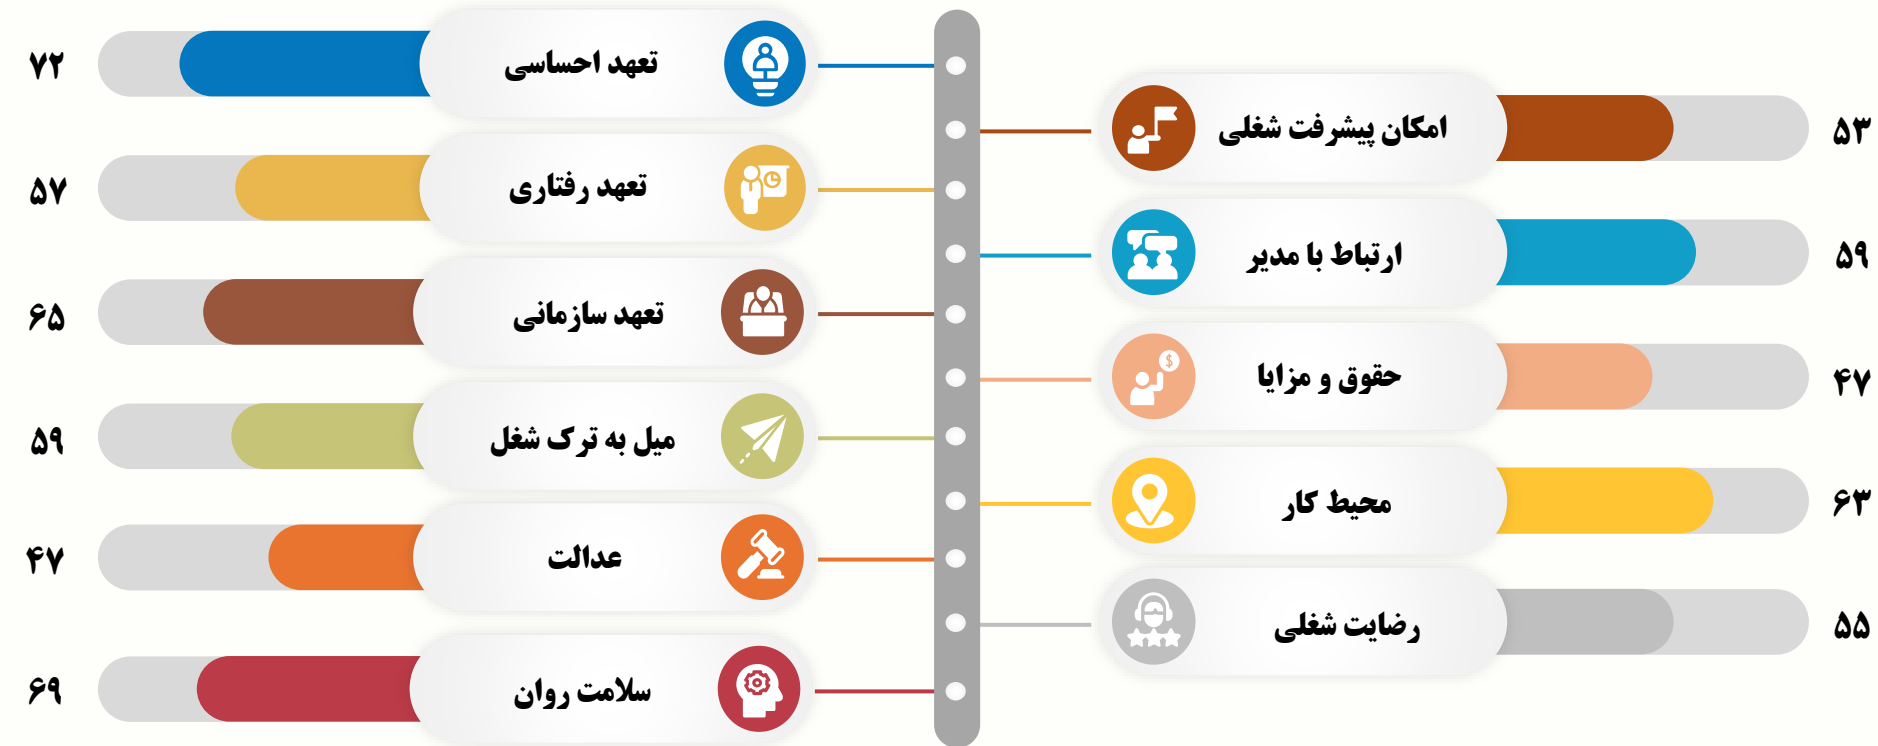 امکان پیشرفت شغلی
۵۳
ارتباط با مدیر
۵۹
حقوق و مزایا
۴۷
محیط کار
۶۳
رضایت شغلی
۵۵
تعهد احساسی
۷۲
تعهد رفتاری
۵۷
تعهد سازمانی
۶۵
میل به ترک شغل
۵۹
عدالت
۴۷
سلامت روان
۶۹